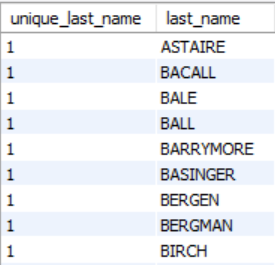 unique_last_name last_name
1 ASTAIRE
1 BACALL
1 BALE
1 BALL
1 BARRYMORE
1 BASINGER
1 BERGEN
1 BERGMAN
1 BIRCH